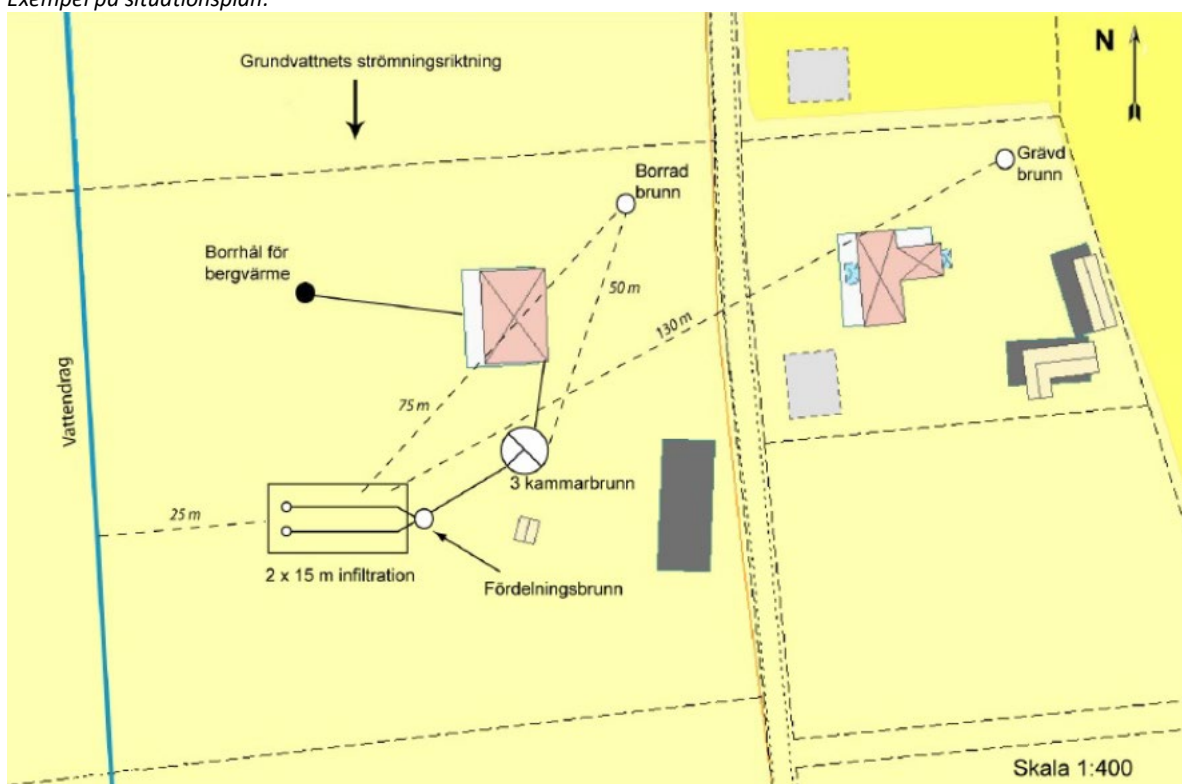 Exempel på situationsplan:
Grundvattnets strömningsriktning
N
Borrad
brunn
Grävd
brunn
Borrhål för
bergvärme
50 m
130 m
75 m
Vattendrag
3 kammarbrunn
25 m
2 x 15 m infiltration
Fördelningsbrunn
Skala 1:400